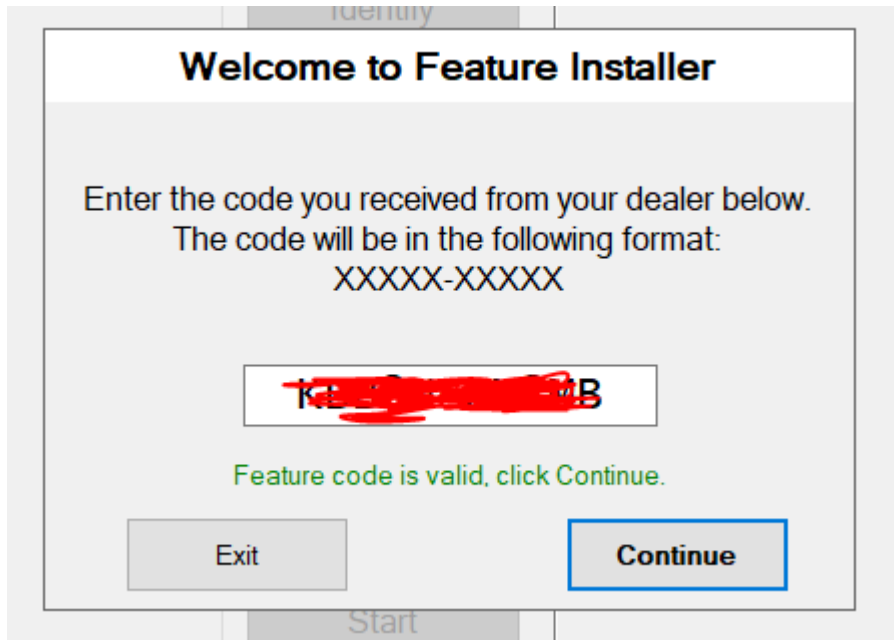 Identify
Welcome to Feature Installer
Enter the code you received from your dealer below.
The code will be in the following format:
XXXXX-XXXXX
Feature code is valid, click Continue.
Exit
Continue
Start